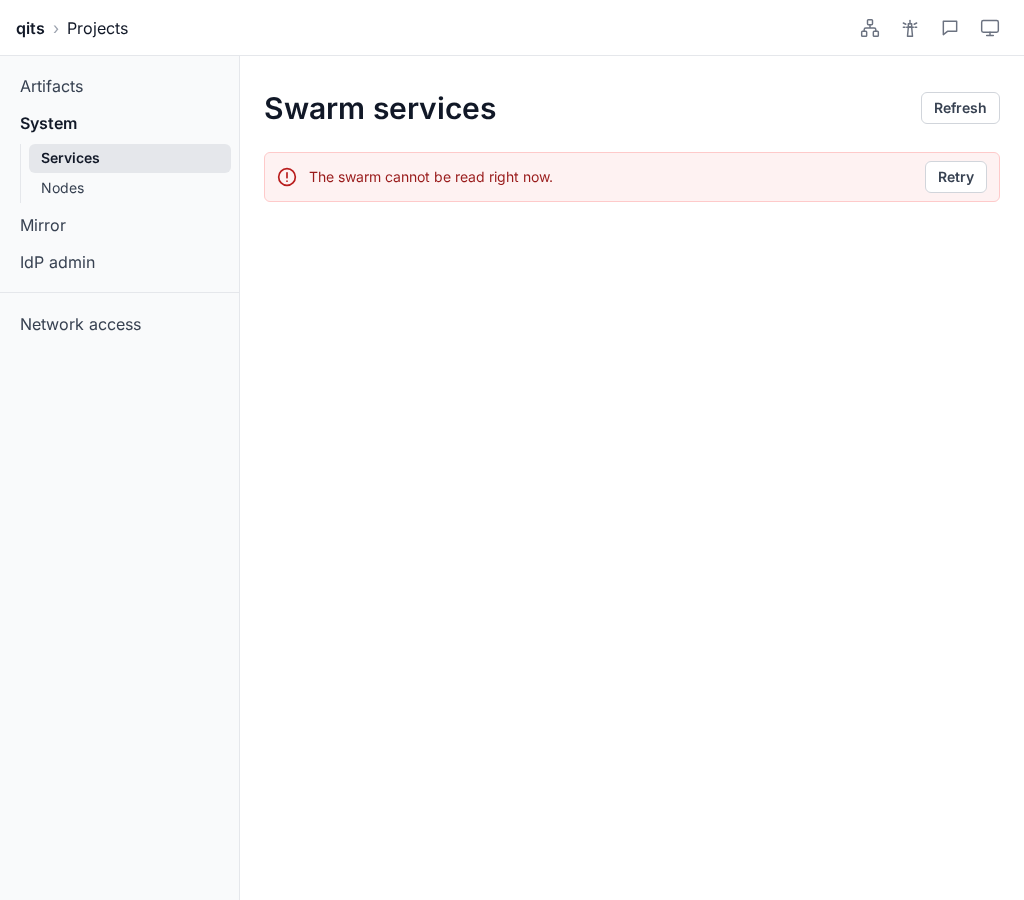 qits › Projects
Artifacts
System
Services
Nodes
Mirror
IdP admin
Network access
Swarm services
Refresh
The swarm cannot be read right now.
Retry